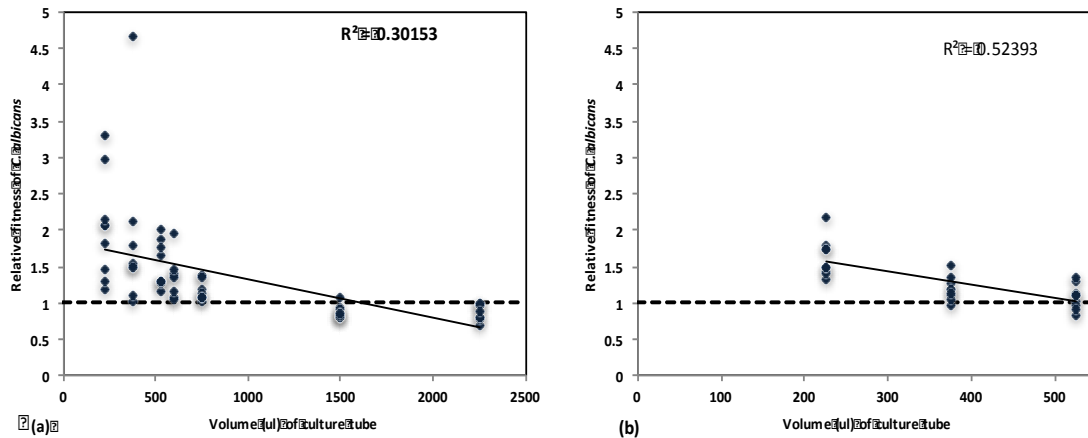 5
4.5
4
3.5
3
2.5
2
1.5
1
0.5
0
R² = 0.30153
Relative fitness of C. albicans
0 500 1000 1500 2000 2500
(a)
Volume (ul) of culture tube
5
4.5
4
3.5
3
2.5
2
1.5
1
0.5
0
R² = 0.52393
Relative fitness of C. albicans
0 100 200 300 400 500
(b)
Volume (ul) of culture tube